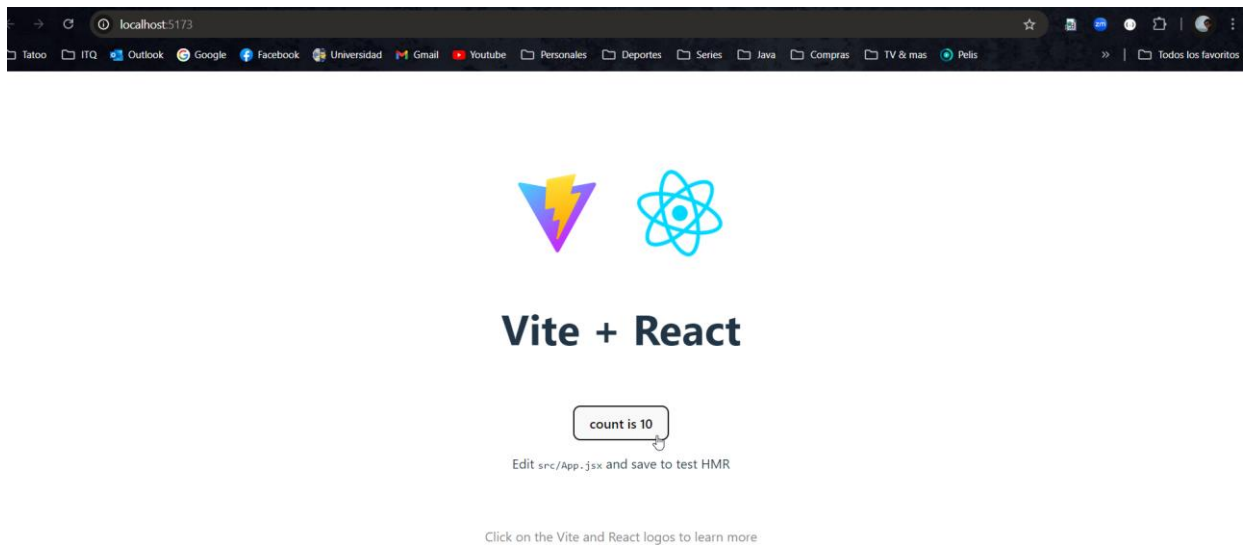 localhost:5173
zm
Tatoo ITQ Outlook Google Facebook Universidad Gmail Youtube Personales Deportes Series Java Compras TV & mas Pelis » Todos los favoritos
Vite + React
count is 10
Edit src/App.jsx and save to test HMR
Click on the Vite and React logos to learn more